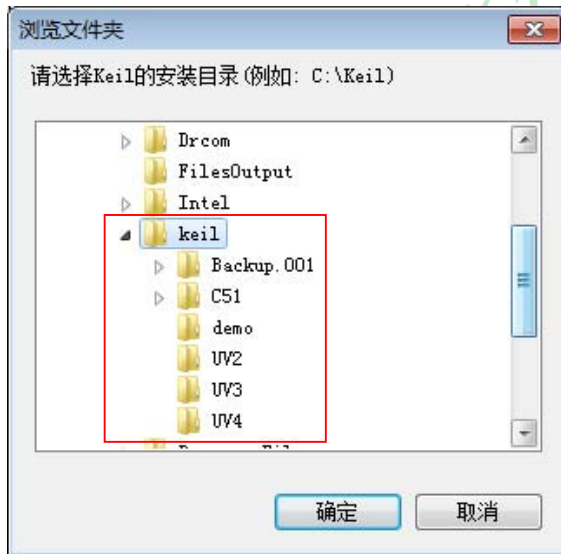 浏览文件夹
请选择Keil的安装目录(例如: C:\Keil)
Drcom
FilesOutput
Intel
keil
Backup.001
C51
demo
UV2
UV3
UV4
确定
取消